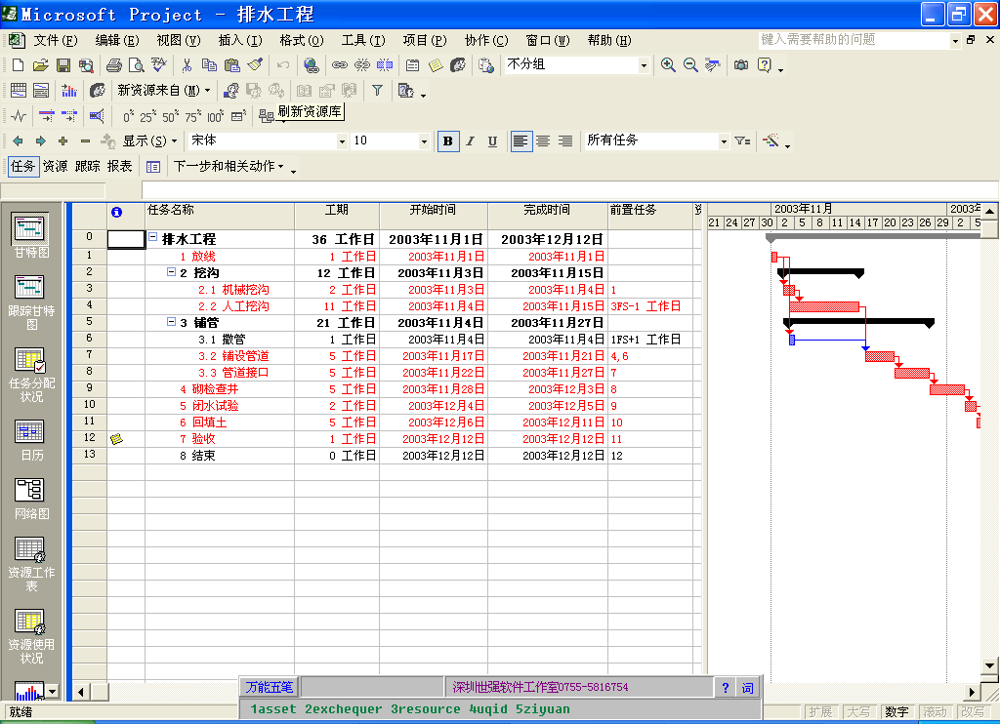 Microsoft Project - 排水工程
文件(F) 编辑(E) 视图(V) 插入(I) 格式(O) 工具(T) 项目(P) 协作(C) 窗口(W) 帮助(H) 键入需要帮助的问题
不分组
新资源来自(M)
0% 25% 50% 75% 100% 刷新资源库
显示(S) 宋体 10 B I U 所有任务
任务 资源 跟踪 报表 下一步和相关动作
任务名称 工期 开始时间 完成时间 前置任务 资 2003年11月 2003年
21 24 27 30 2 5 8 11 14 17 20 23 26 29 2 5
0 排水工程 36 工作日 2003年11月1日 2003年12月12日
1 1 放线 1 工作日 2003年11月1日 2003年11月1日
2 2 挖沟 12 工作日 2003年11月3日 2003年11月15日
3 2.1 机械挖沟 2 工作日 2003年11月3日 2003年11月4日 1
4 2.2 人工挖沟 11 工作日 2003年11月4日 2003年11月15日 3FS-1 工作日
5 3 铺管 21 工作日 2003年11月4日 2003年11月27日
6 3.1 散管 1 工作日 2003年11月4日 2003年11月4日 1FS+1 工作日
7 3.2 铺设管道 5 工作日 2003年11月17日 2003年11月21日 4,6
8 3.3 管道接口 5 工作日 2003年11月22日 2003年11月27日 7
9 4 砌检查井 5 工作日 2003年11月28日 2003年12月3日 8
10 5 闭水试验 2 工作日 2003年12月4日 2003年12月5日 9
11 6 回填土 5 工作日 2003年12月6日 2003年12月11日 10
12 7 验收 1 工作日 2003年12月12日 2003年12月12日 11
13 8 结束 0 工作日 2003年12月12日 2003年12月12日 12
甘特图
跟踪甘特
图
任务分配
状况
日历
网络图
资源工作
表
资源使用
状况
万能五笔 深圳世强软件工作室0755-5816754 ? 词
1asset 2exchequer 3resource 4uqid 5ziyuan
就绪 扩展 大写 数字 滚动 改写